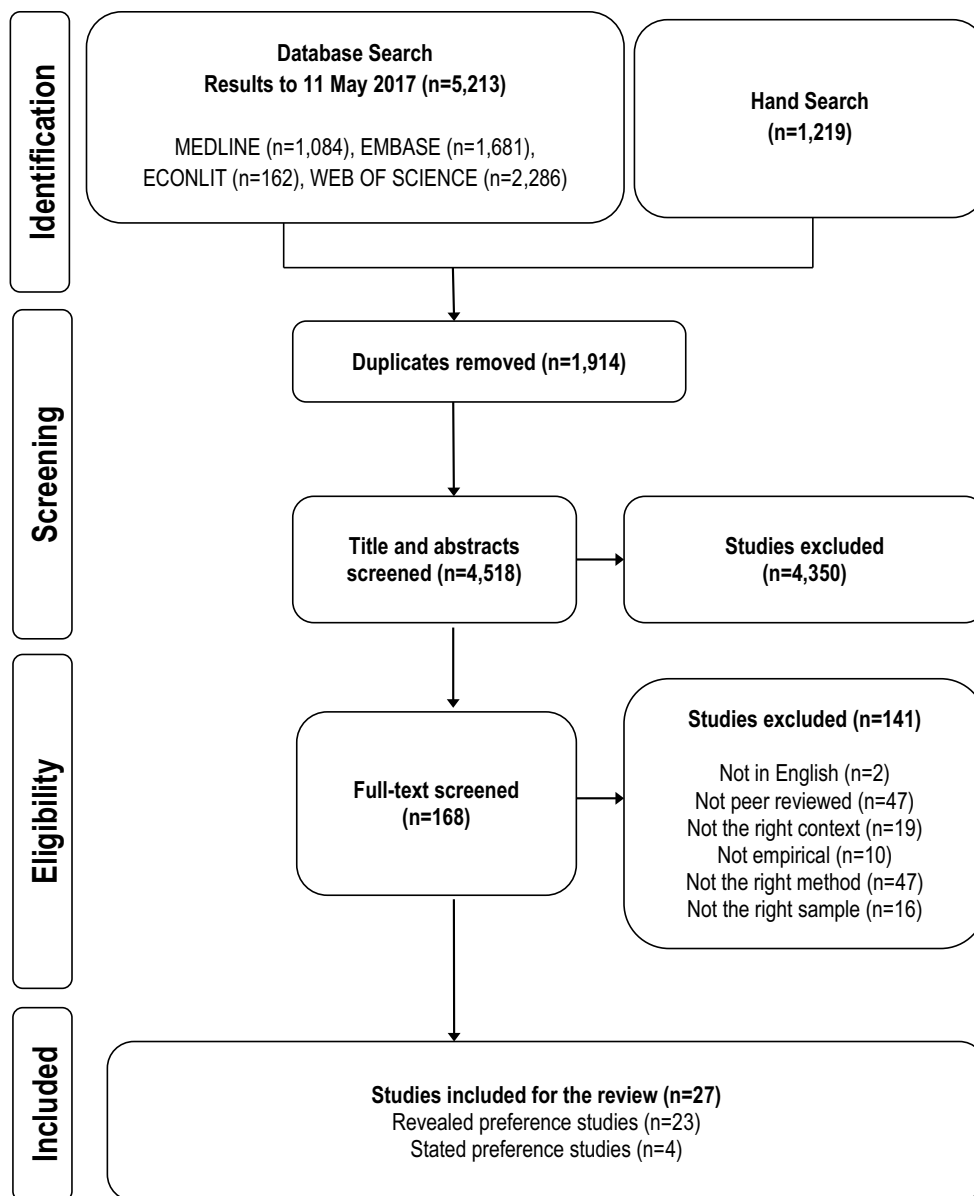 Identification
Database Search
Results to 11 May 2017 (n=5,213)
MEDLINE (n=1,084), EMBASE (n=1,681),
ECONLIT (n=162), WEB OF SCIENCE (n=2,286)
Hand Search
(n=1,219)
Screening
Duplicates removed (n=1,914)
Title and abstracts
screened (n=4,518)
Studies excluded
(n=4,350)
Eligibility
Full-text screened
(n=168)
Studies excluded (n=141)
Not in English (n=2)
Not peer reviewed (n=47)
Not the right context (n=19)
Not empirical (n=10)
Not the right method (n=47)
Not the right sample (n=16)
Included
Studies included for the review (n=27)
Revealed preference studies (n=23)
Stated preference studies (n=4)